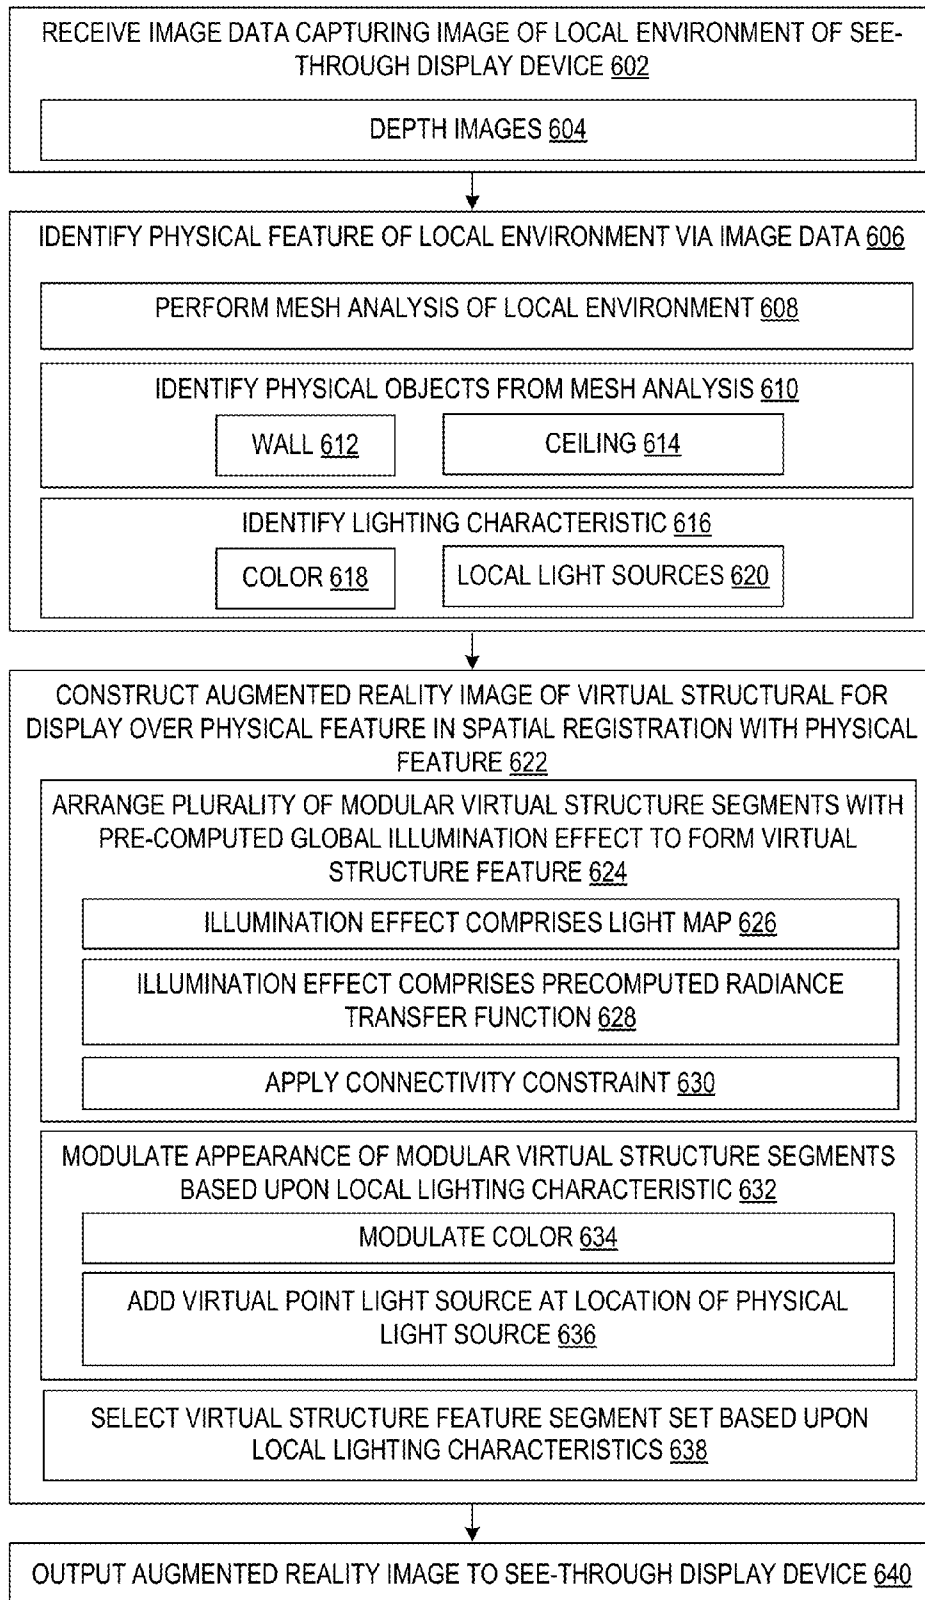 RECEIVE IMAGE DATA CAPTURING IMAGE OF LOCAL ENVIRONMENT OF SEE-
THROUGH DISPLAY DEVICE 602
DEPTH IMAGES 604
IDENTIFY PHYSICAL FEATURE OF LOCAL ENVIRONMENT VIA IMAGE DATA 606
PERFORM MESH ANALYSIS OF LOCAL ENVIRONMENT 608
IDENTIFY PHYSICAL OBJECTS FROM MESH ANALYSIS 610
WALL 612
CEILING 614
IDENTIFY LIGHTING CHARACTERISTIC 616
COLOR 618
LOCAL LIGHT SOURCES 620
CONSTRUCT AUGMENTED REALITY IMAGE OF VIRTUAL STRUCTURAL FOR
DISPLAY OVER PHYSICAL FEATURE IN SPATIAL REGISTRATION WITH PHYSICAL
FEATURE 622
ARRANGE PLURALITY OF MODULAR VIRTUAL STRUCTURE SEGMENTS WITH
PRE-COMPUTED GLOBAL ILLUMINATION EFFECT TO FORM VIRTUAL
STRUCTURE FEATURE 624
ILLUMINATION EFFECT COMPRISES LIGHT MAP 626
ILLUMINATION EFFECT COMPRISES PRECOMPUTED RADIANCE
TRANSFER FUNCTION 628
APPLY CONNECTIVITY CONSTRAINT 630
MODULATE APPEARANCE OF MODULAR VIRTUAL STRUCTURE SEGMENTS
BASED UPON LOCAL LIGHTING CHARACTERISTIC 632
MODULATE COLOR 634
ADD VIRTUAL POINT LIGHT SOURCE AT LOCATION OF PHYSICAL
LIGHT SOURCE 636
SELECT VIRTUAL STRUCTURE FEATURE SEGMENT SET BASED UPON
LOCAL LIGHTING CHARACTERISTICS 638
OUTPUT AUGMENTED REALITY IMAGE TO SEE-THROUGH DISPLAY DEVICE 640